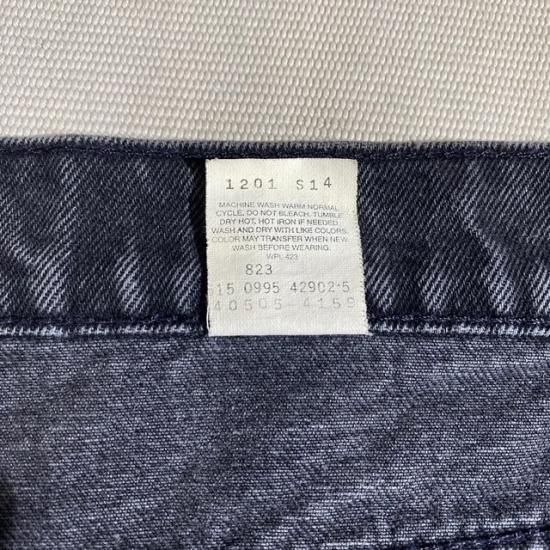 1201 S14
MACHINE WASH WARM NORMAL
CYCLE, DO NOT BLEACH, TUMBLE
DRY HOT, HOT IRON IF NEEDED.
WASH AND DRY WITH LIKE COLORS.
COLOR MAY TRANSFER WHEN NEW.
WASH BEFORE WEARING.
WPL 423
823
15 0995 42902-5
40505-4159